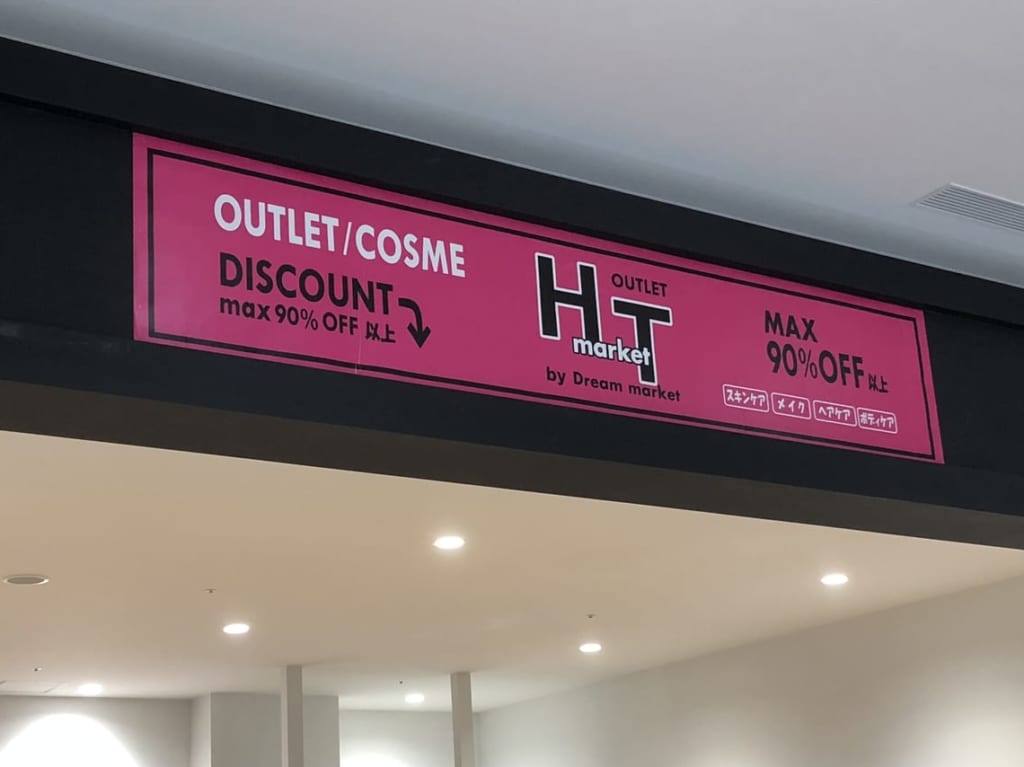 OUTLET/COSME
DISCOUNT
max 90% OFF 以上
OUTLET
HT
market
by Dream market
MAX
90%OFF 以上
スキンケア メイク ヘアケア ボディケア